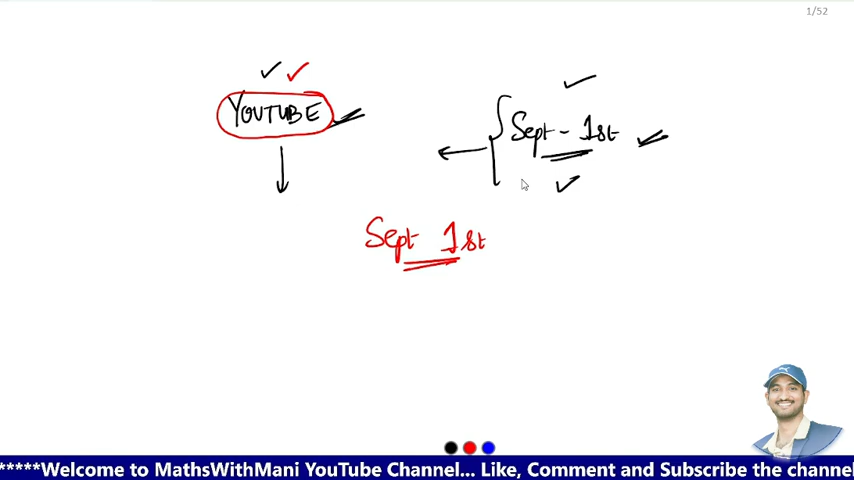 1/52
YOUTUBE
Sept - 1st
Sept 1st
*****Welcome to MathsWithMani YouTube Channel... Like, Comment and Subscribe the channel